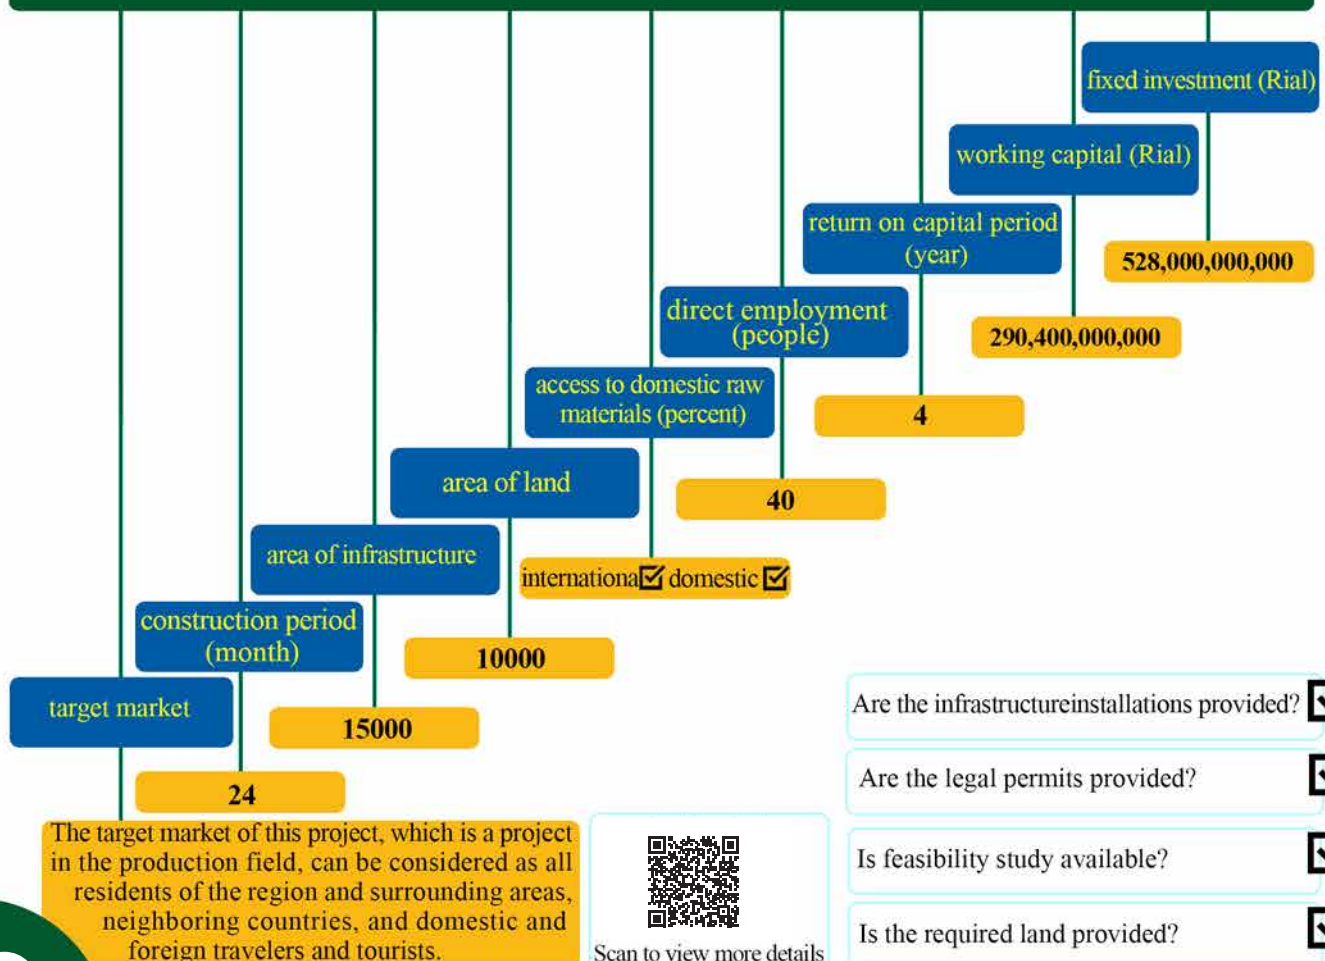 fixed investment (Rial)
528,000,000,000
working capital (Rial)
290,400,000,000
return on capital period
(year)
4
direct employment
(people)
40
access to domestic raw
materials (percent)
internationa domestic
area of land
10000
area of infrastructure
15000
construction period
(month)
24
target market
The target market of this project, which is a project
in the production field, can be considered as all
residents of the region and surrounding areas,
neighboring countries, and domestic and
foreign travelers and tourists.
Scan to view more details
Are the infrastructureinstallations provided?
Are the legal permits provided?
Is feasibility study available?
Is the required land provided?